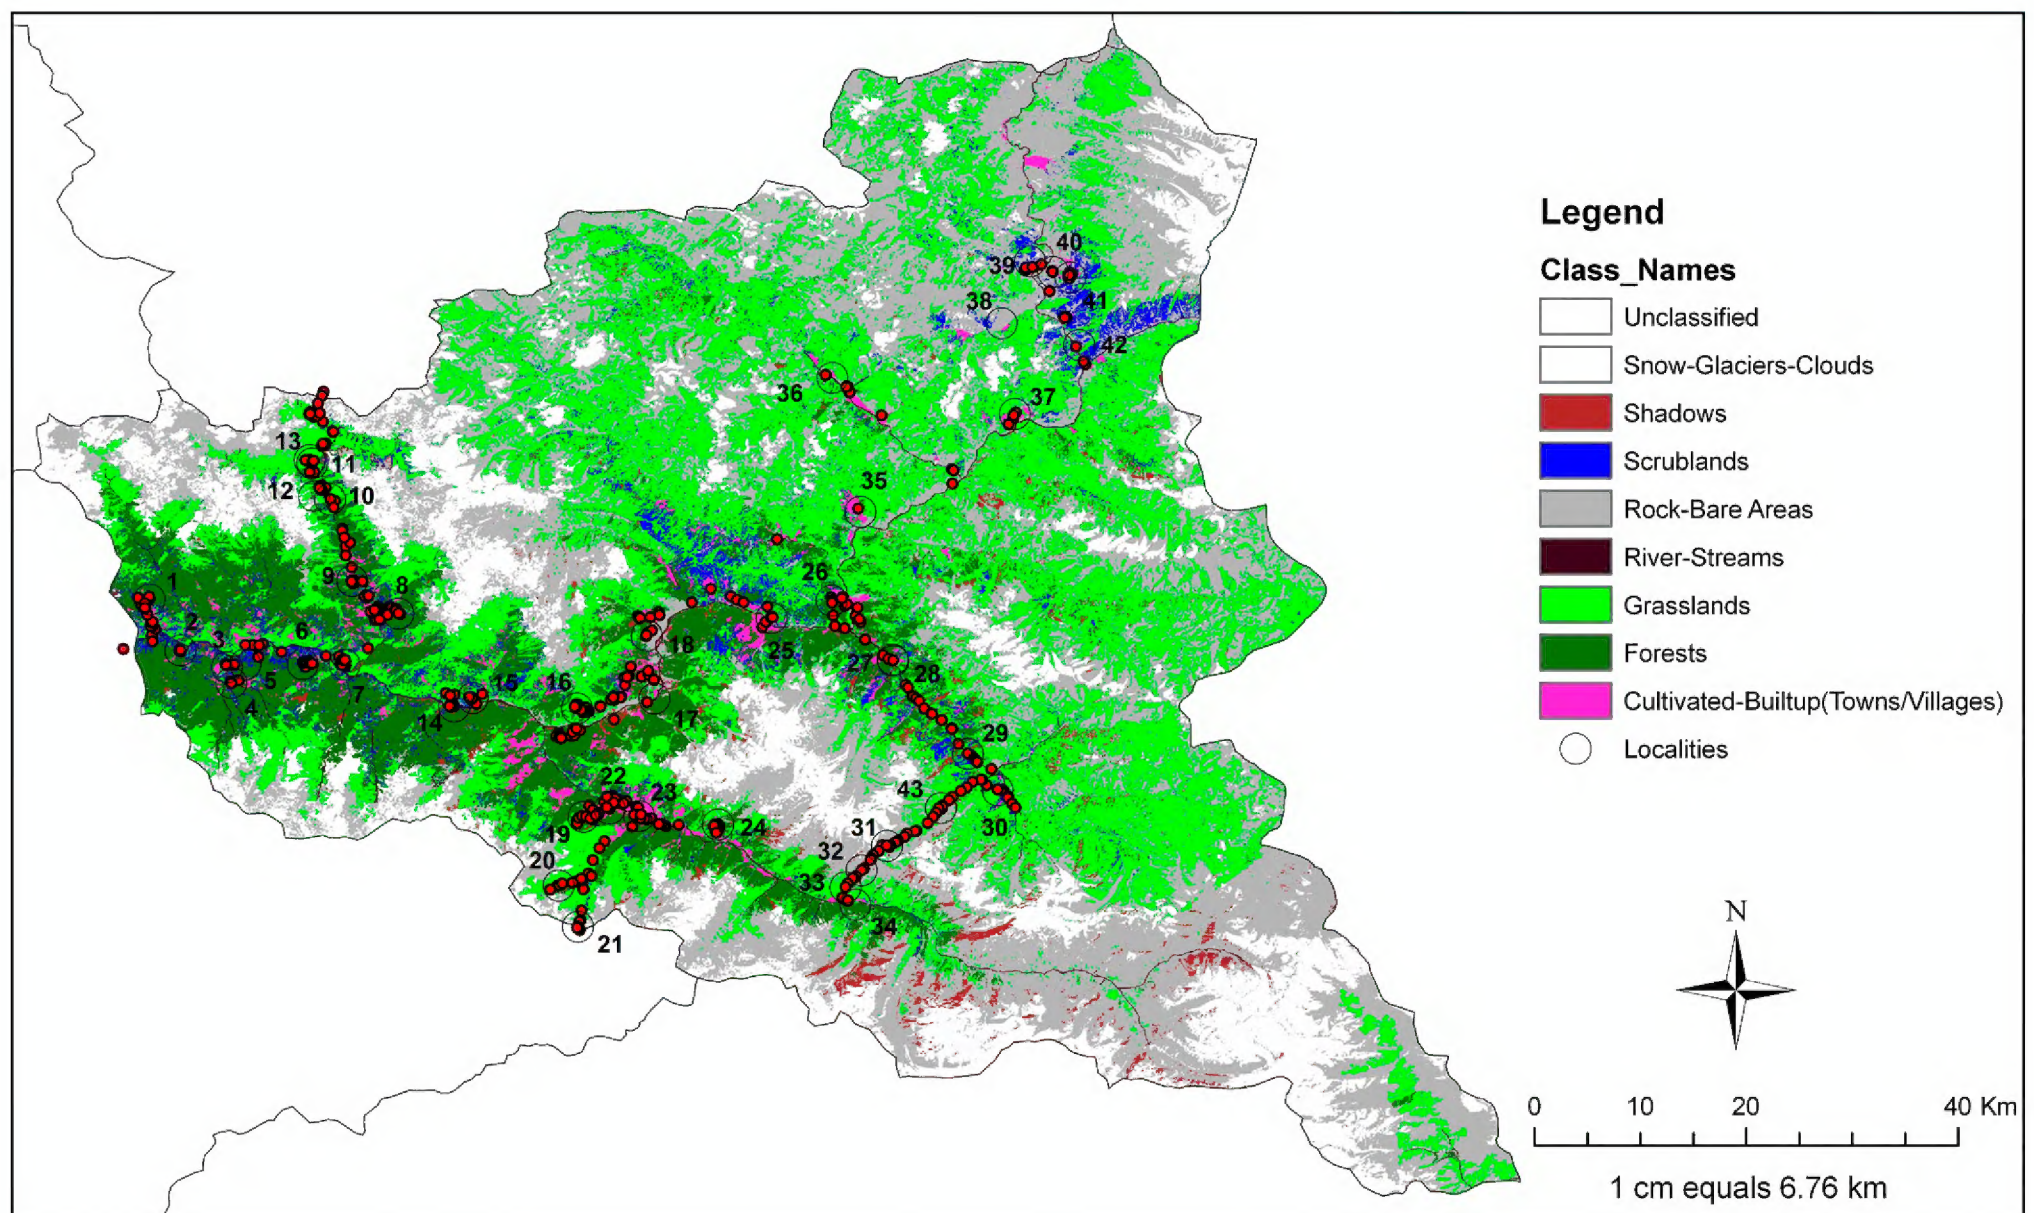 40
39
38
41
42
36
37
13
11
12
10
35
9
8
26
1
2
3
6
18
25
27
28
5
4
7
15
16
14
17
29
22
23
43
30
19
24
31
20
32
33
34
21
Legend
Class_Names
Unclassified
Snow-Glaciers-Clouds
Shadows
Scrublands
Rock-Bare Areas
River-Streams
Grasslands
Forests
Cultivated-Builtup(Towns/Villages)
Localities
N
0 10 20 40 Km
1 cm equals 6.76 km